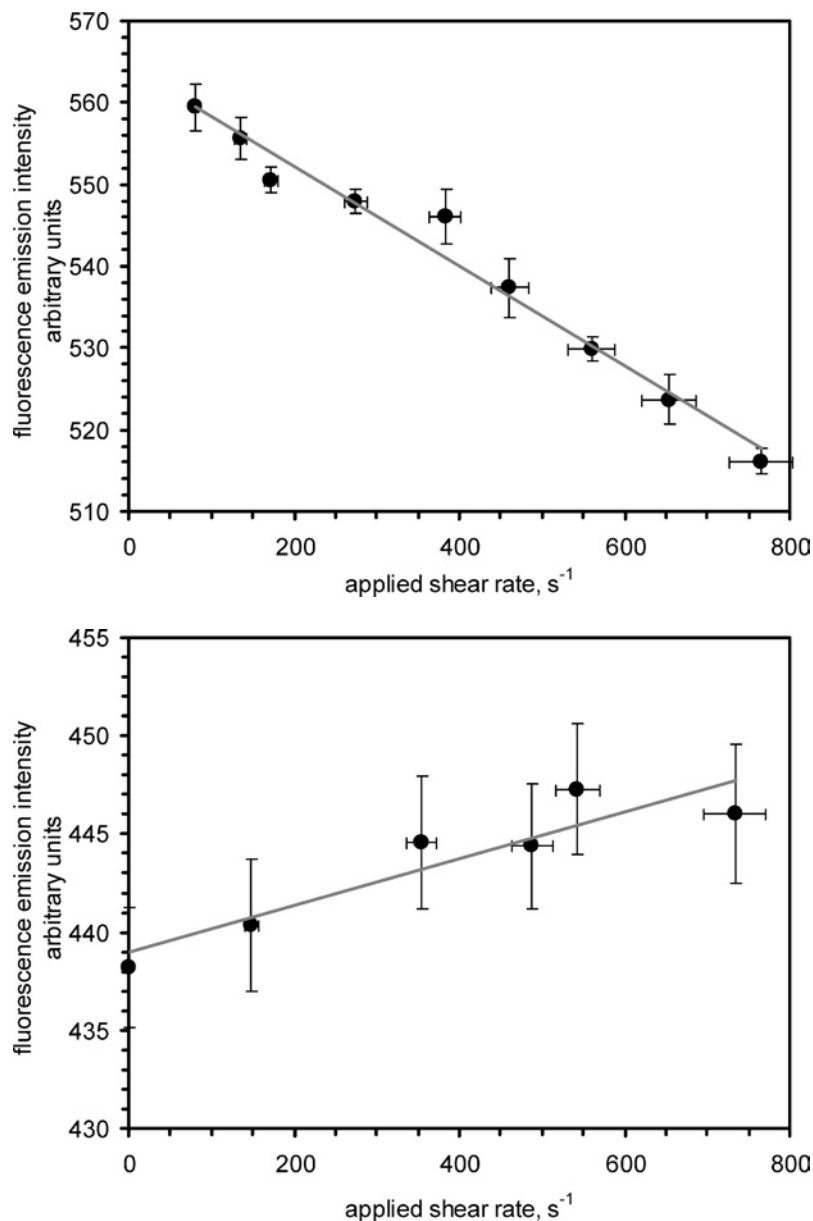 570
560
550
540
530
520
510
fluorescence emission intensity
arbitrary units
0 200 400 600 800
applied shear rate, s⁻¹
455
450
445
440
435
430
fluorescence emission intensity
arbitrary units
0 200 400 600 800
applied shear rate, s⁻¹